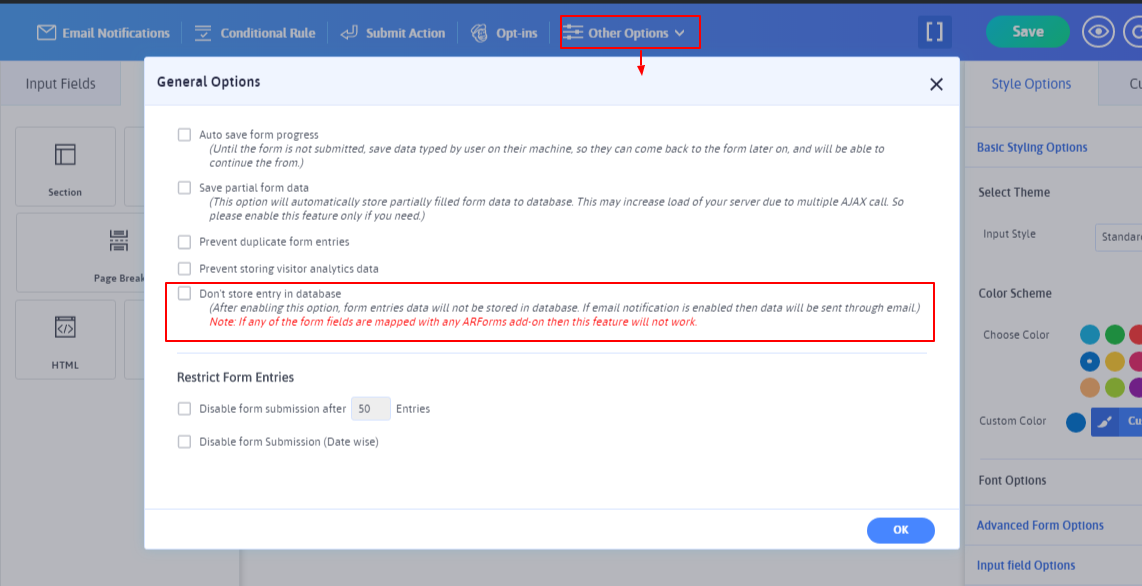 Email Notifications
Conditional Rule
Submit Action
Opt-ins
Other Options
[ ]
Save
Input Fields
General Options
Style Options
Cu
Auto save form progress
(Until the form is not submitted, save data typed by user on their machine, so they can come back to the form later on, and will be able to
continue the from.)
Save partial form data
(This option will automatically store partially filled form data to database. This may increase load of your server due to multiple AJAX call. So
please enable this feature only if you need.)
Prevent duplicate form entries
Prevent storing visitor analytics data
Don't store entry in database
(After enabling this option, form entries data will not be stored in database. If email notification is enabled then data will be sent through email.)
Note: If any of the form fields are mapped with any ARForms add-on then this feature will not work.
Restrict Form Entries
Disable form submission after 50 Entries
Disable form Submission (Date wise)
OK
Section
Page Break
HTML
Basic Styling Options
Select Theme
Input Style
Standar
Color Scheme
Choose Color
Custom Color
Cu
Font Options
Advanced Form Options
Input field Options